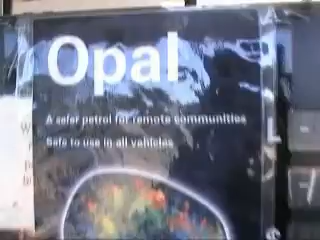 Opal
A safer petrol for remote communities
Safe to use in all vehicles